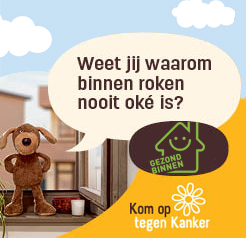 Weet jij waarom
binnen roken
nooit oké is?
GEZOND
BINNEN
Kom op
tegen Kanker